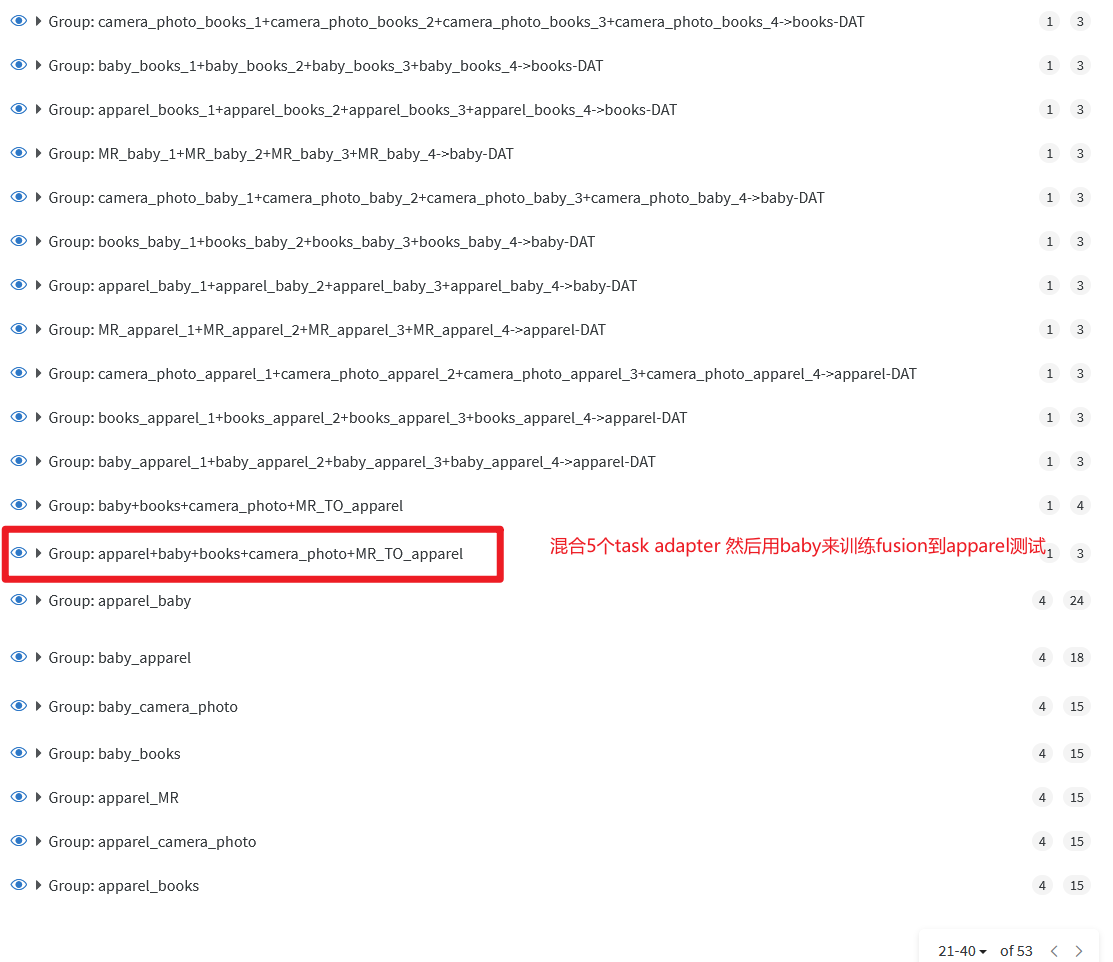 Group: camera_photo_books_1+camera_photo_books_2+camera_photo_books_3+camera_photo_books_4->books-DAT 1 3
Group: baby_books_1+baby_books_2+baby_books_3+baby_books_4->books-DAT 1 3
Group: apparel_books_1+apparel_books_2+apparel_books_3+apparel_books_4->books-DAT 1 3
Group: MR_baby_1+MR_baby_2+MR_baby_3+MR_baby_4->baby-DAT 1 3
Group: camera_photo_baby_1+camera_photo_baby_2+camera_photo_baby_3+camera_photo_baby_4->baby-DAT 1 3
Group: books_baby_1+books_baby_2+books_baby_3+books_baby_4->baby-DAT 1 3
Group: apparel_baby_1+apparel_baby_2+apparel_baby_3+apparel_baby_4->baby-DAT 1 3
Group: MR_apparel_1+MR_apparel_2+MR_apparel_3+MR_apparel_4->apparel-DAT 1 3
Group: camera_photo_apparel_1+camera_photo_apparel_2+camera_photo_apparel_3+camera_photo_apparel_4->apparel-DAT 1 3
Group: books_apparel_1+books_apparel_2+books_apparel_3+books_apparel_4->apparel-DAT 1 3
Group: baby_apparel_1+baby_apparel_2+baby_apparel_3+baby_apparel_4->apparel-DAT 1 3
Group: baby+books+camera_photo+MR_TO_apparel 1 4
Group: apparel+baby+books+camera_photo+MR_TO_apparel 混合5个task adapter 然后用baby来训练fusion到apparel测试 1 3
Group: apparel_baby 4 24
Group: baby_apparel 4 18
Group: baby_camera_photo 4 15
Group: baby_books 4 15
Group: apparel_MR 4 15
Group: apparel_camera_photo 4 15
Group: apparel_books 4 15
21-40 of 53